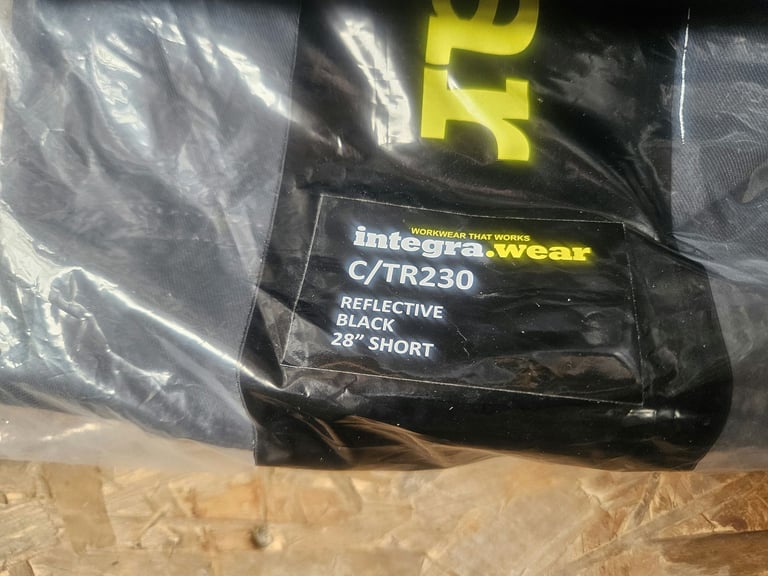 WORKWEAR THAT WORKS
integra.wear
C/TR230
REFLECTIVE
BLACK
28” SHORT